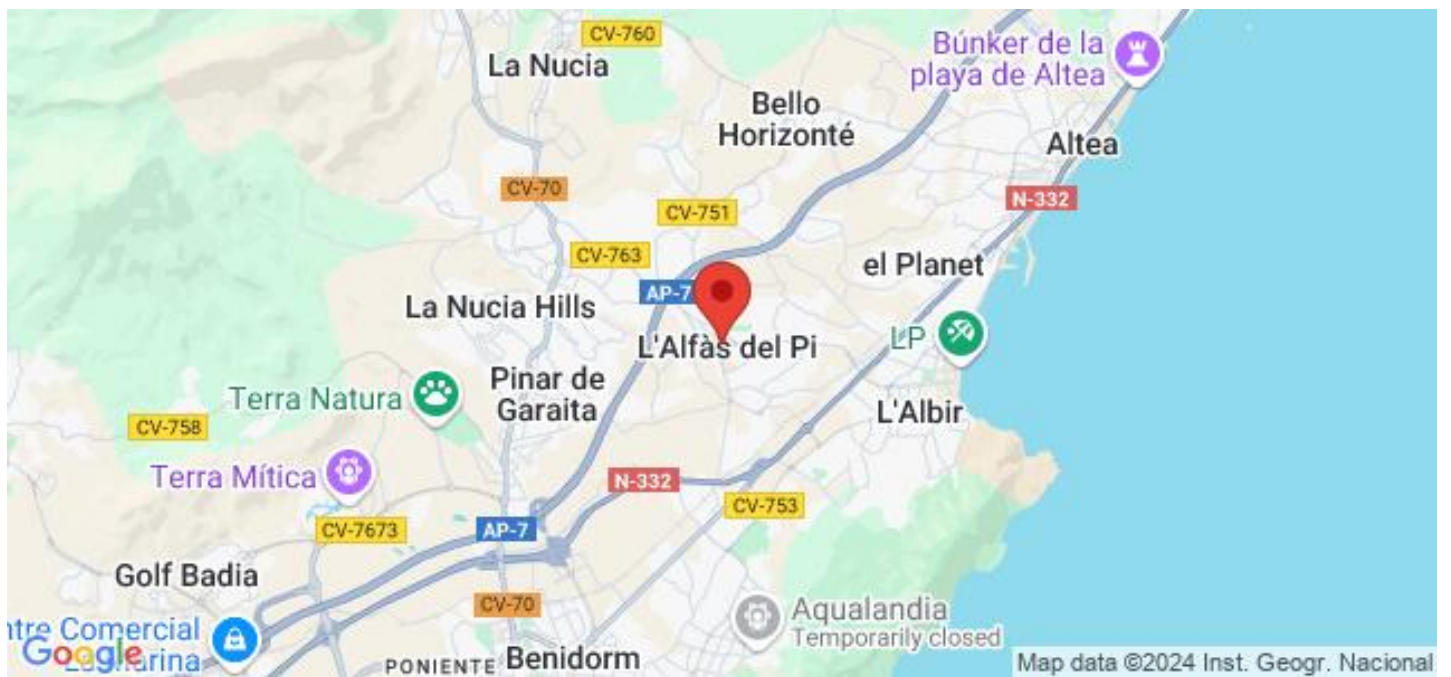 CV-760
La Nucia
Búnker de la
playa de Altea
Bello
Horizonté
Altea
CV-70
N-332
CV-751
CV-763
el Planet
AP-7
La Nucia Hills
L'Alfàs del Pi
LP
Pinar de
Garaita
Terra Natura
L'Albir
CV-758
Terra Mítica
N-332
CV-753
CV-7673
AP-7
Golf Badia
CV-70
Aqualandia
Temporarily closed
ntre Comercial
Google
arina
PONIENTE
Benidorm
Map data ©2024 Inst. Geogr. Nacional